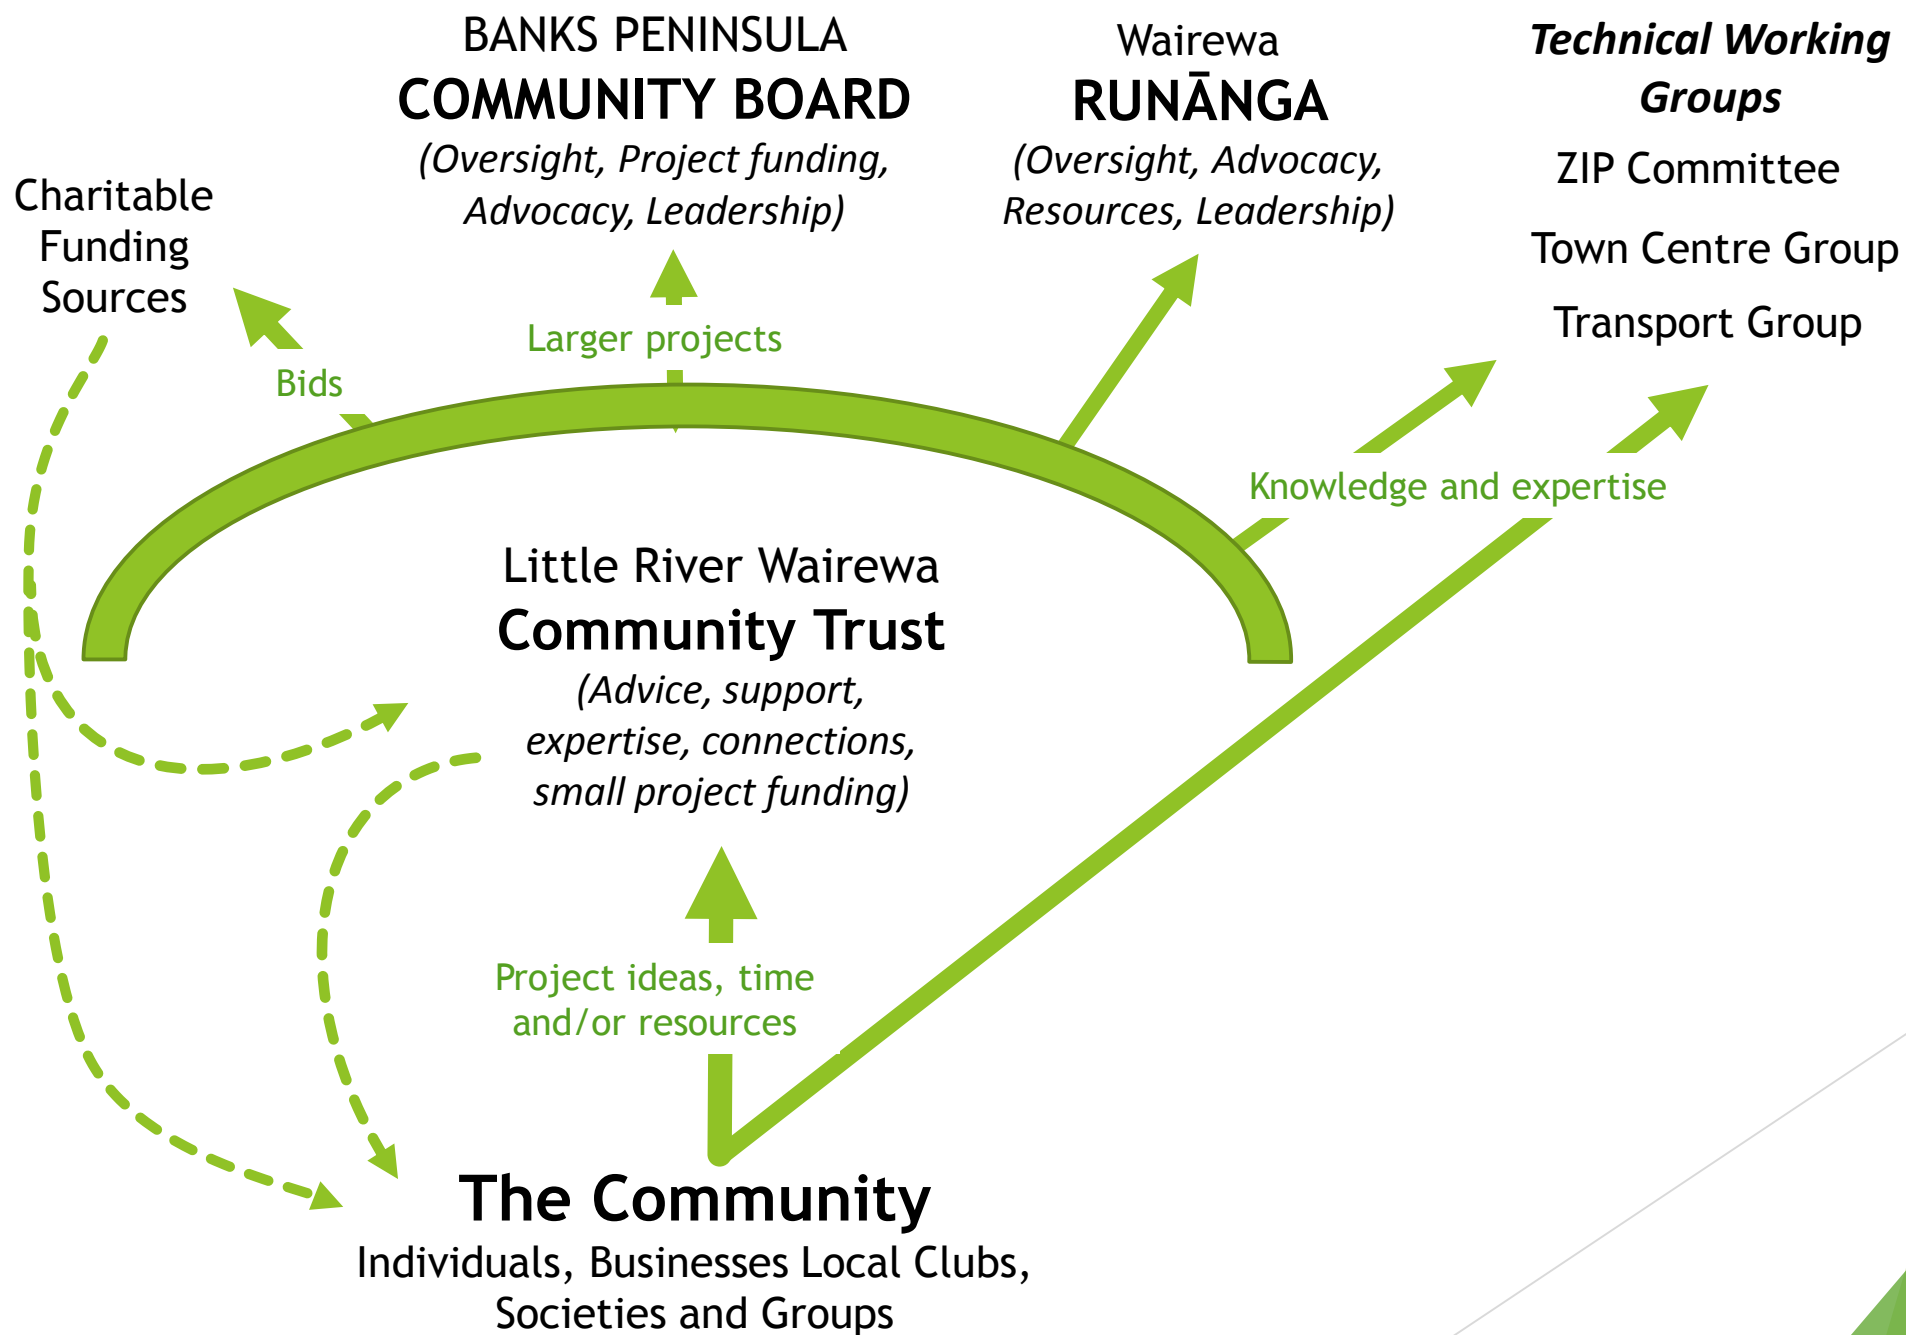 BANKS PENINSULA
COMMUNITY BOARD
(Oversight, Project funding,
Advocacy, Leadership)
Wairewa
RUNĀNGA
(Oversight, Advocacy,
Resources, Leadership)
Technical Working
Groups
ZIP Committee
Town Centre Group
Transport Group
Charitable
Funding
Sources
Larger projects
Bids
Knowledge and expertise
Little River Wairewa
Community Trust
(Advice, support,
expertise, connections,
small project funding)
Project ideas, time
and/or resources
The Community
Individuals, Businesses Local Clubs,
Societies and Groups